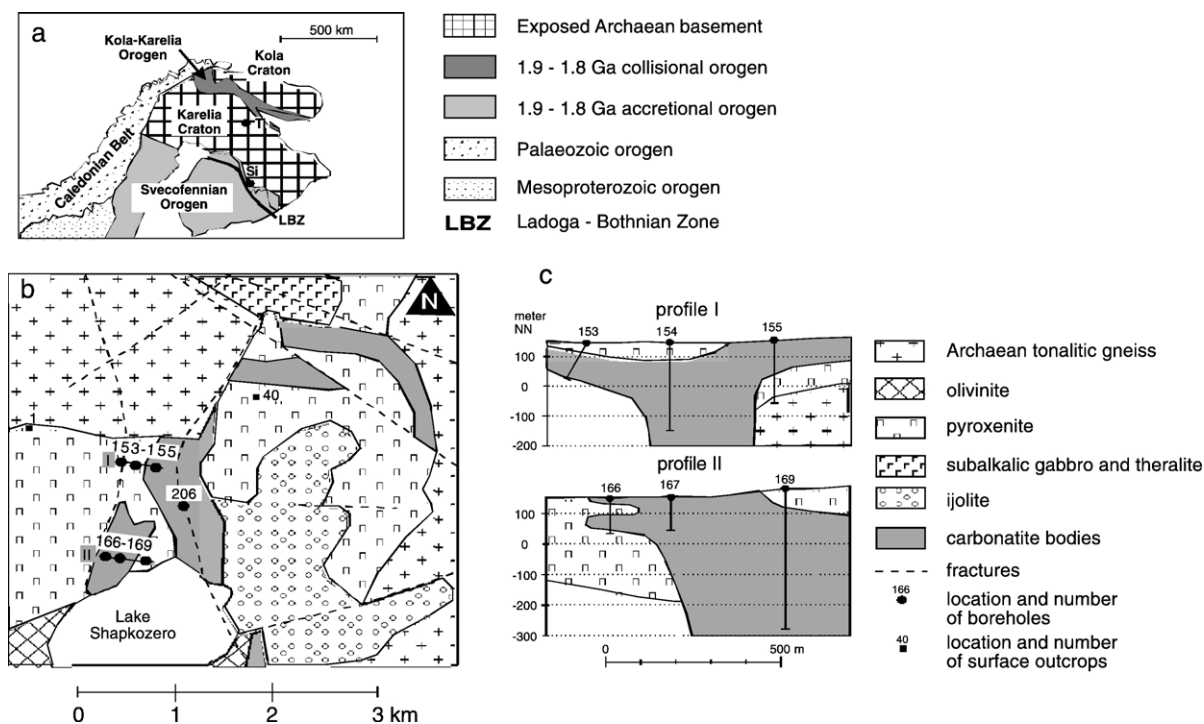 a
500 km
Kola-Karelia
Orogen
Kola
Craton
Karelia
Craton
T
Caledonian Belt
Si
Svecofennian
Orogen
LBZ
Exposed Archaean basement
1.9 - 1.8 Ga collisional orogen
1.9 - 1.8 Ga accretional orogen
Palaeozoic orogen
Mesoproterozoic orogen
LBZ Ladoga - Bothnian Zone
b
N
40
1
I
153-155
206
166-169
II
Lake
Shapkozero
0 1 2 3 km
c
meter
NN
profile I
153 154 155
100
0
-100
-200
profile II
166 167 169
100
0
-100
-200
-300
0 500 m
Archaean tonalitic gneiss
olivinite
pyroxenite
subalkalic gabbro and theralite
ijolite
carbonatite bodies
fractures
166
location and number
of boreholes
40
location and number
of surface outcrops